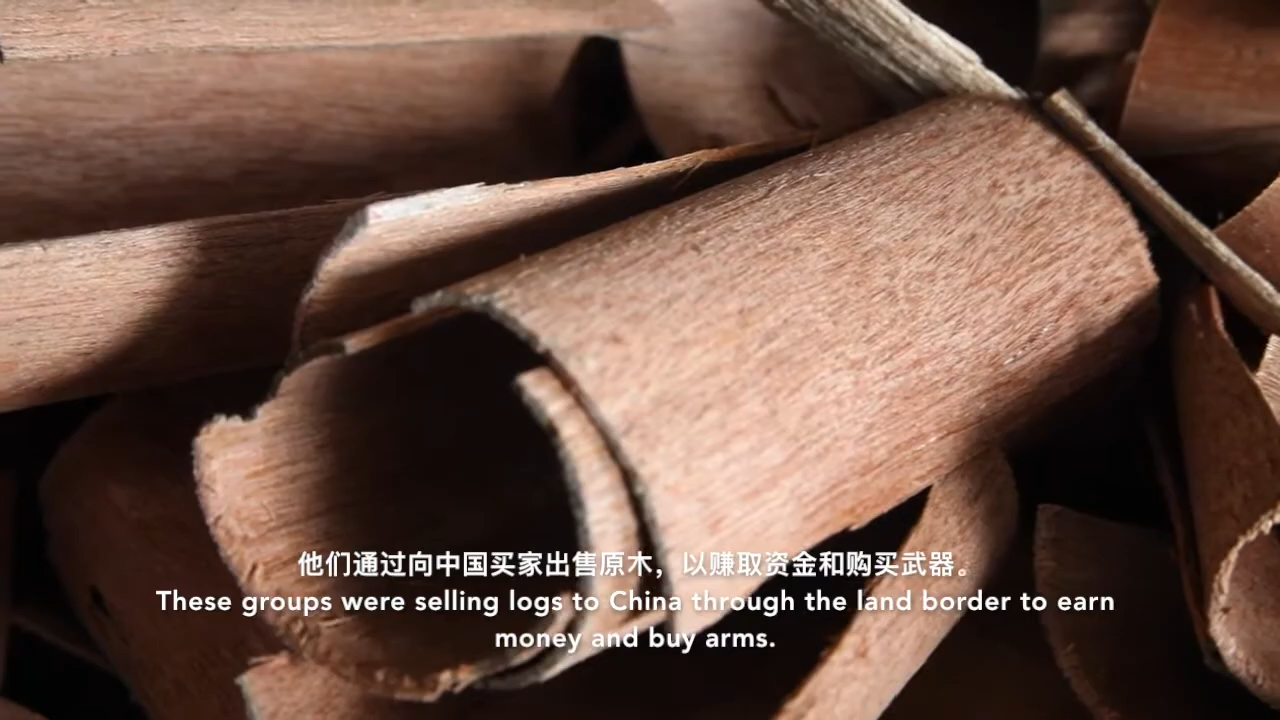 他们通过向中国买家出售原木，以赚取资金和购买武器。
These groups were selling logs to China through the land border to earn
money and buy arms.